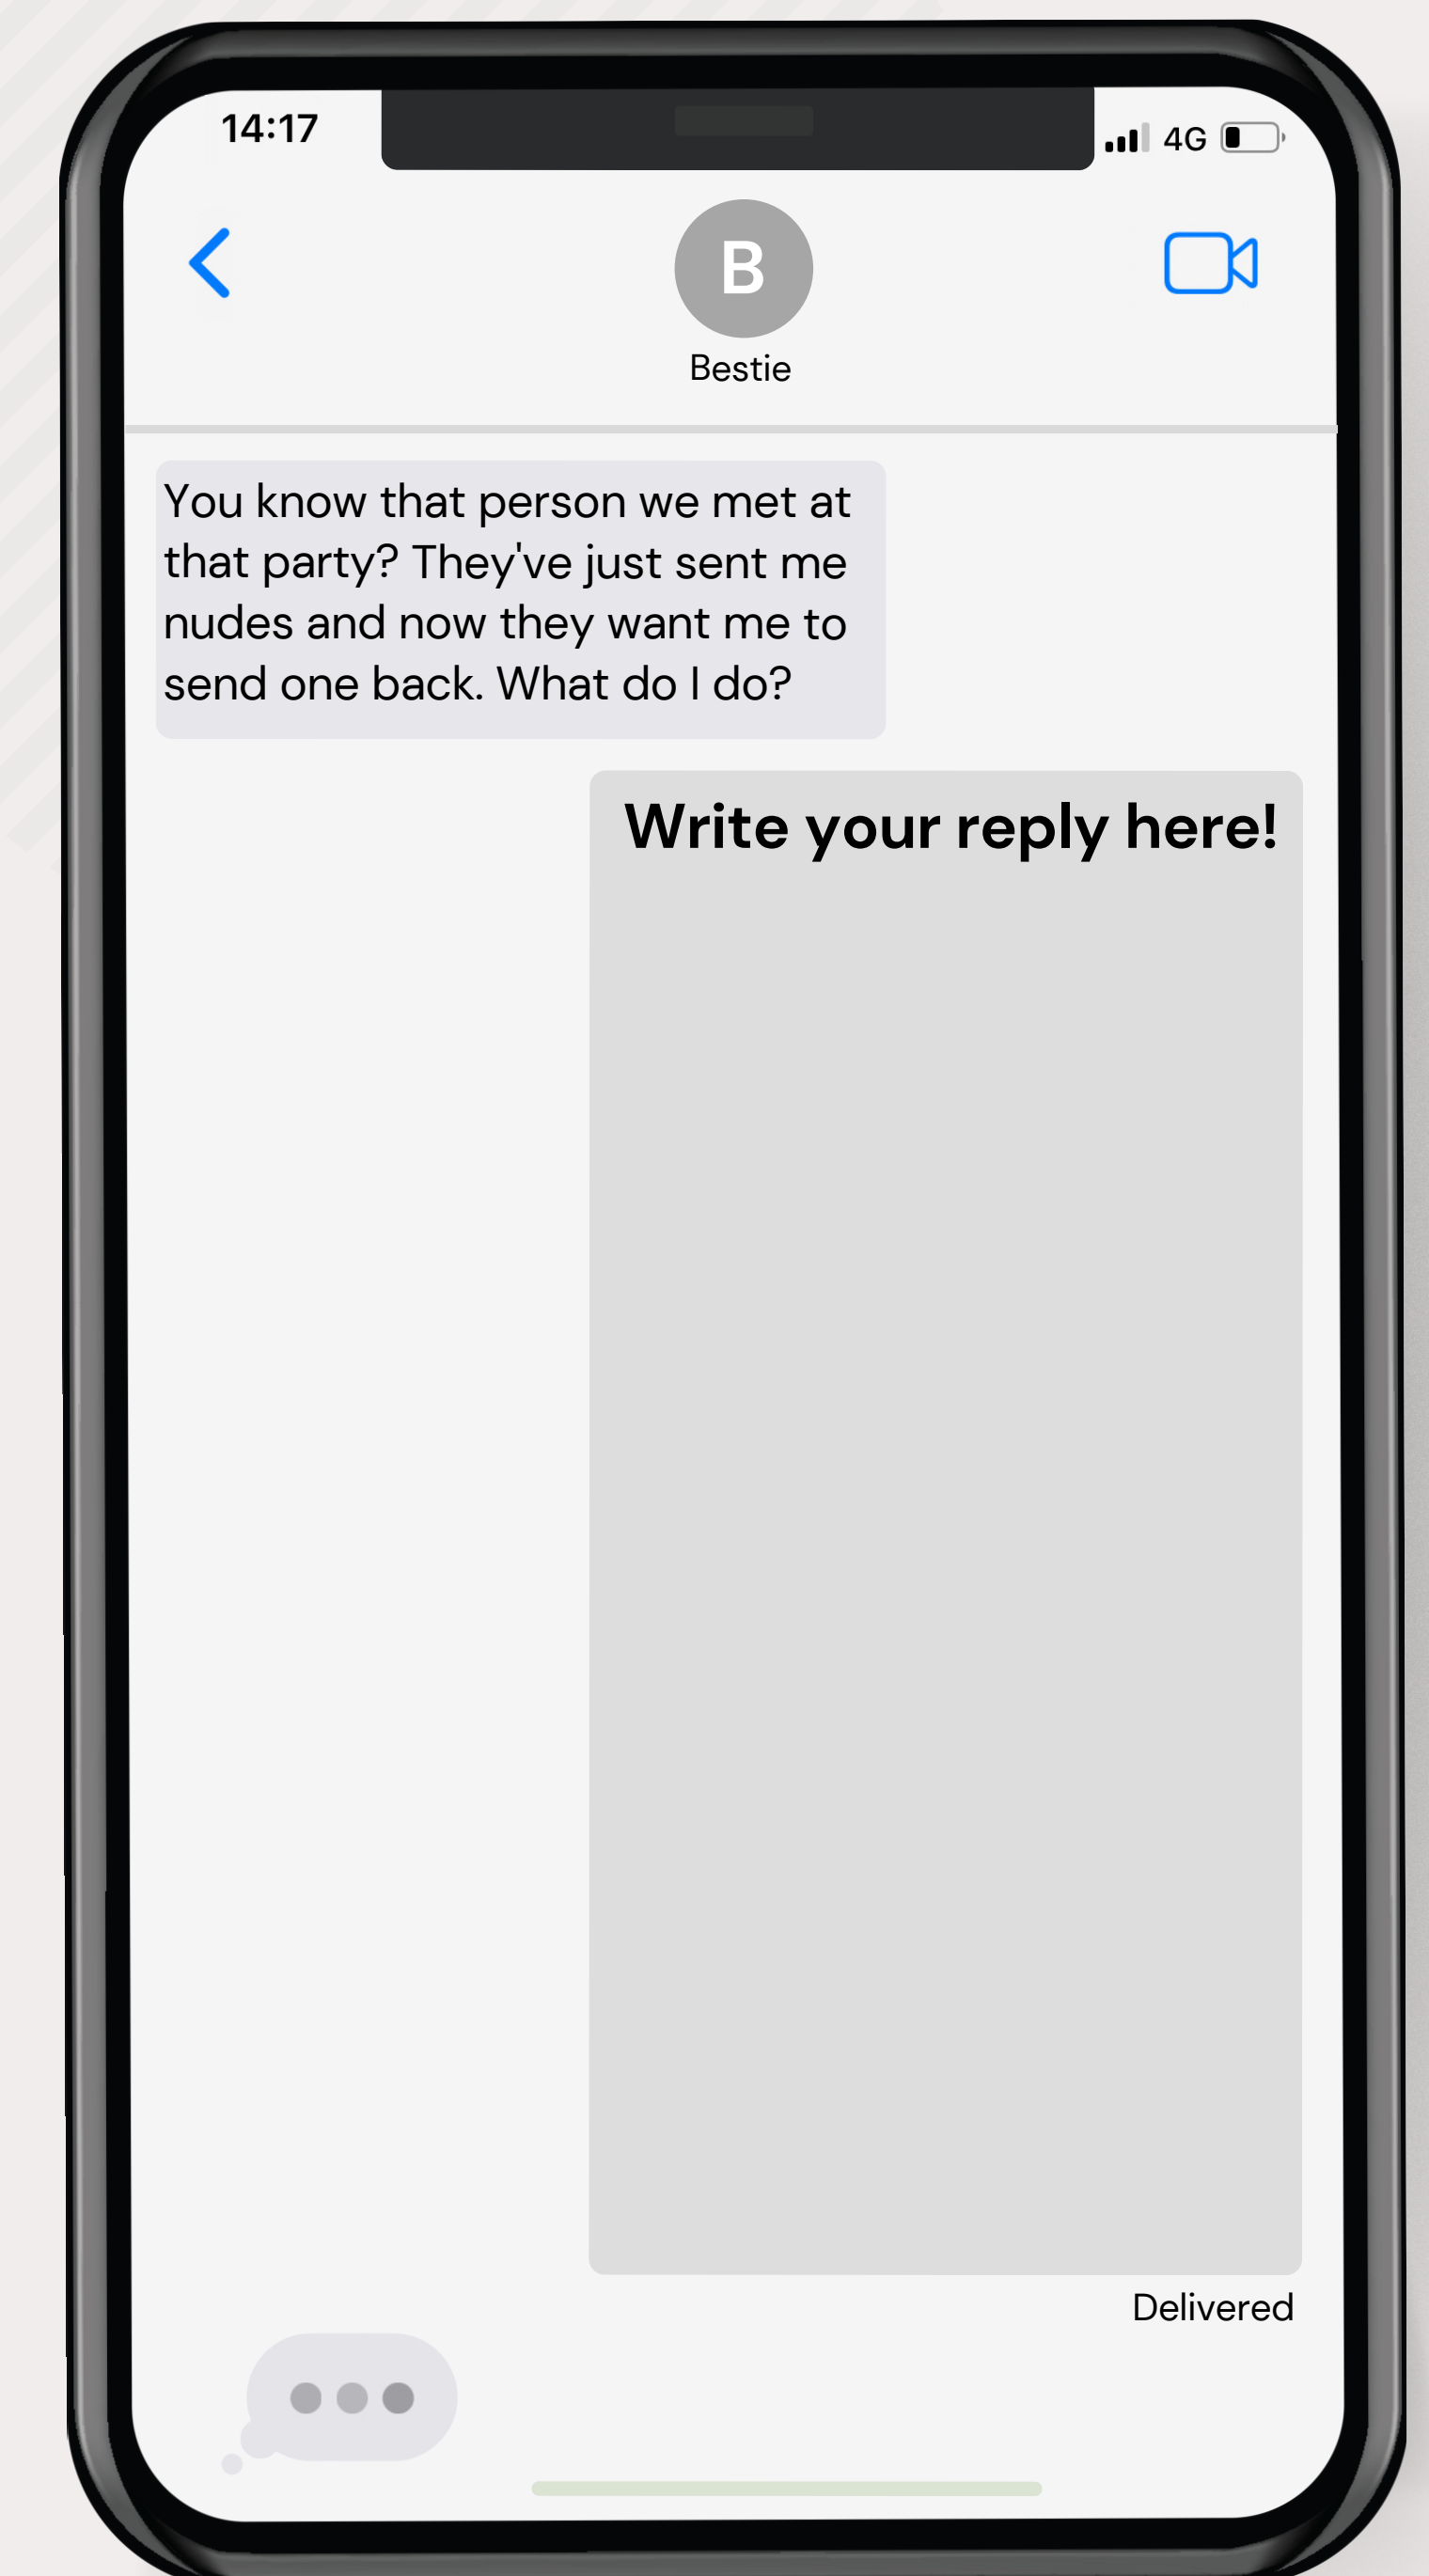 14:17
4G
B
Bestie
You know that person we met at
that party? They've just sent me
nudes and now they want me to
send one back. What do I do?
Write your reply here!
Delivered